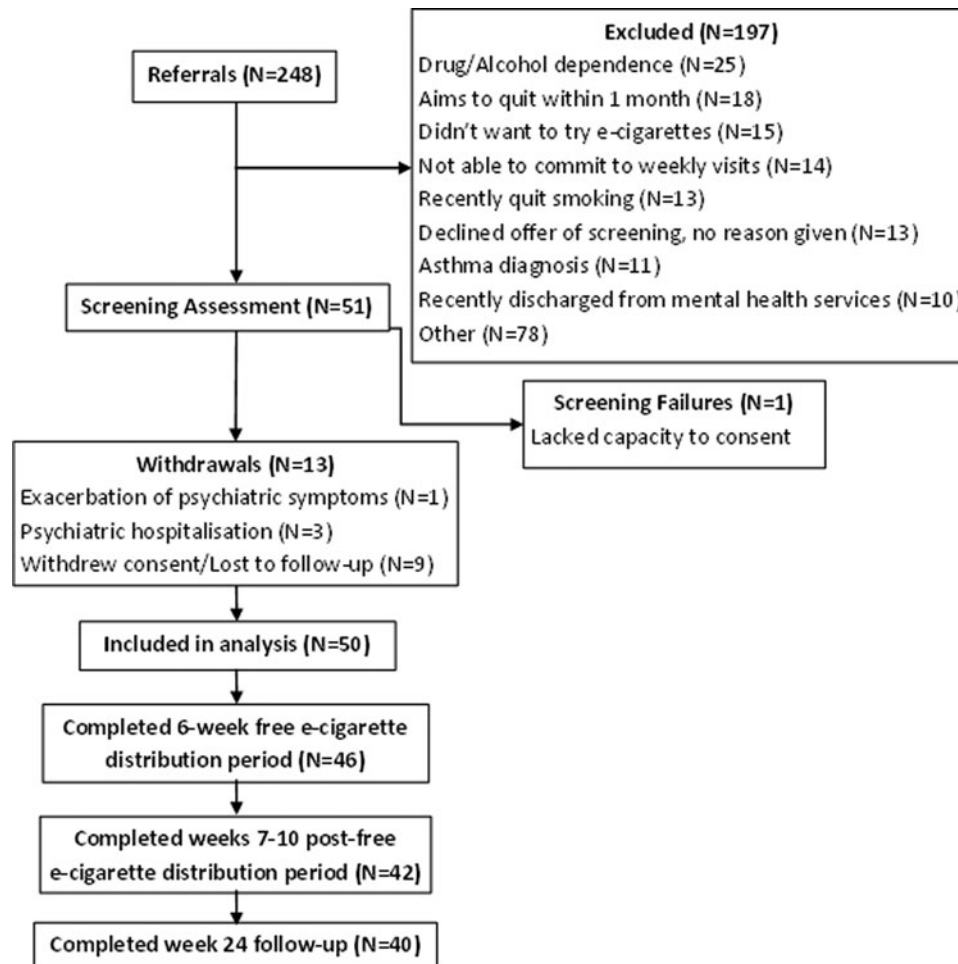 Referrals (N=248)
Excluded (N=197)
Drug/Alcohol dependence (N=25)
Aims to quit within 1 month (N=18)
Didn't want to try e-cigarettes (N=15)
Not able to commit to weekly visits (N=14)
Recently quit smoking (N=13)
Declined offer of screening, no reason given (N=13)
Asthma diagnosis (N=11)
Recently discharged from mental health services (N=10)
Other (N=78)
Screening Assessment (N=51)
Screening Failures (N=1)
Lacked capacity to consent
Withdrawals (N=13)
Exacerbation of psychiatric symptoms (N=1)
Psychiatric hospitalisation (N=3)
Withdrew consent/Lost to follow-up (N=9)
Included in analysis (N=50)
Completed 6-week free e-cigarette
distribution period (N=46)
Completed weeks 7-10 post-free
e-cigarette distribution period (N=42)
Completed week 24 follow-up (N=40)